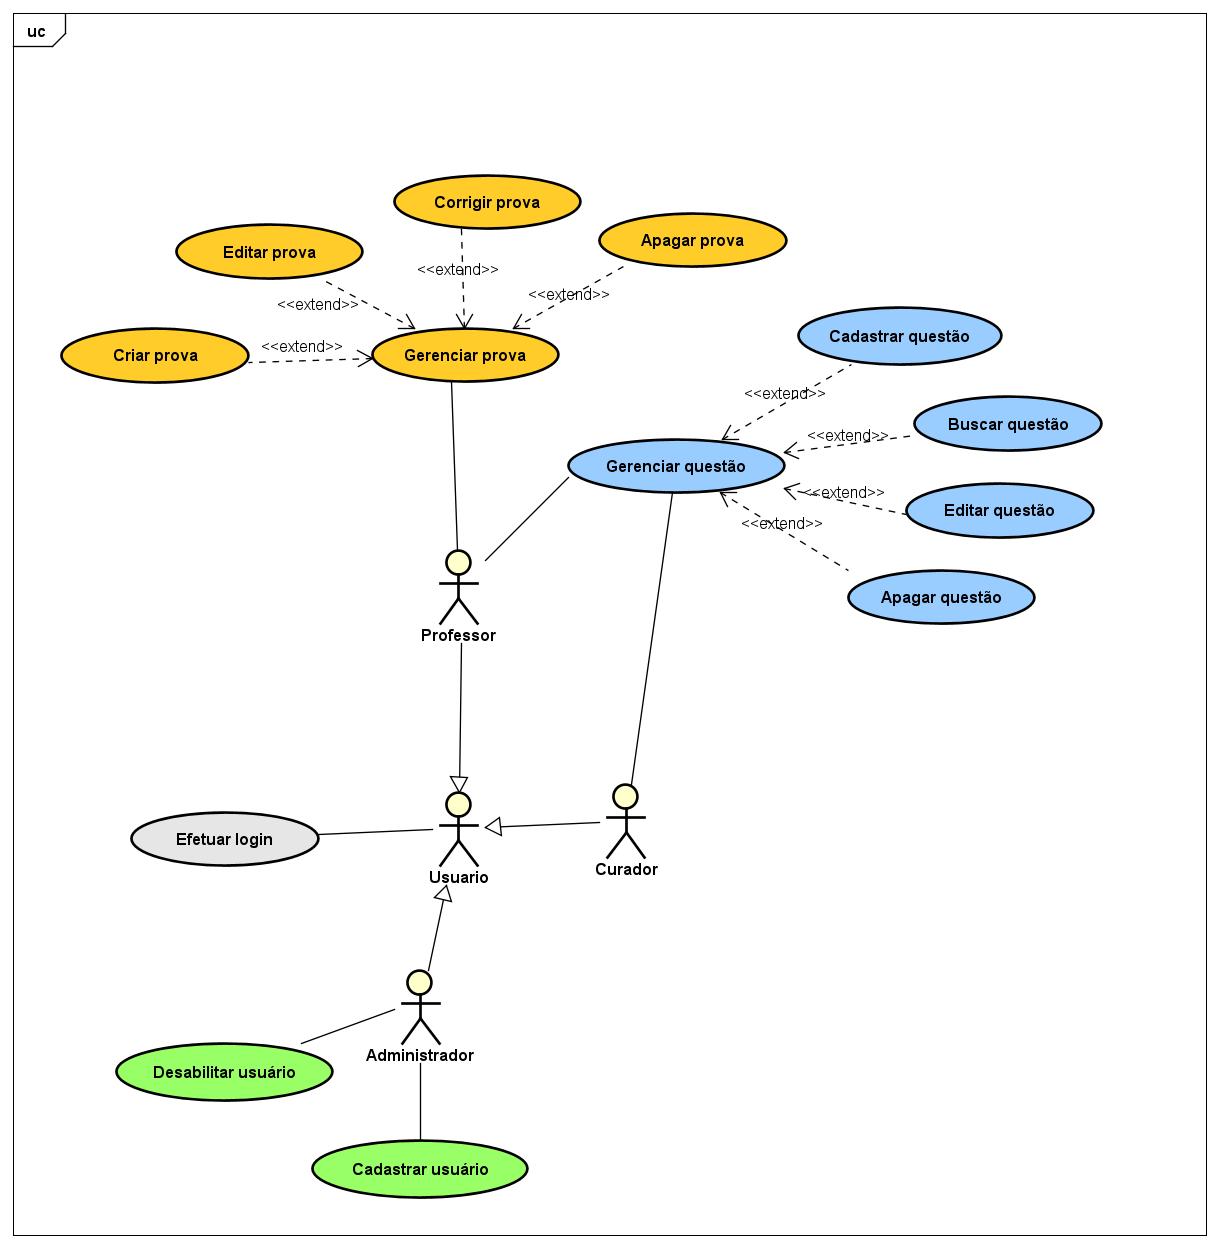 uc
Corrigir prova
Apagar prova
Editar prova
<<extend>>
<<extend>>
<<extend>>
Cadastrar questão
<<extend>>
Criar prova
Gerenciar prova
<<extend>>
Buscar questão
<<extend>>
Gerenciar questão
<<extend>>
Editar questão
<<extend>>
Apagar questão
Professor
Efetuar login
Usuario
Curador
Administrador
Desabilitar usuário
Cadastrar usuário